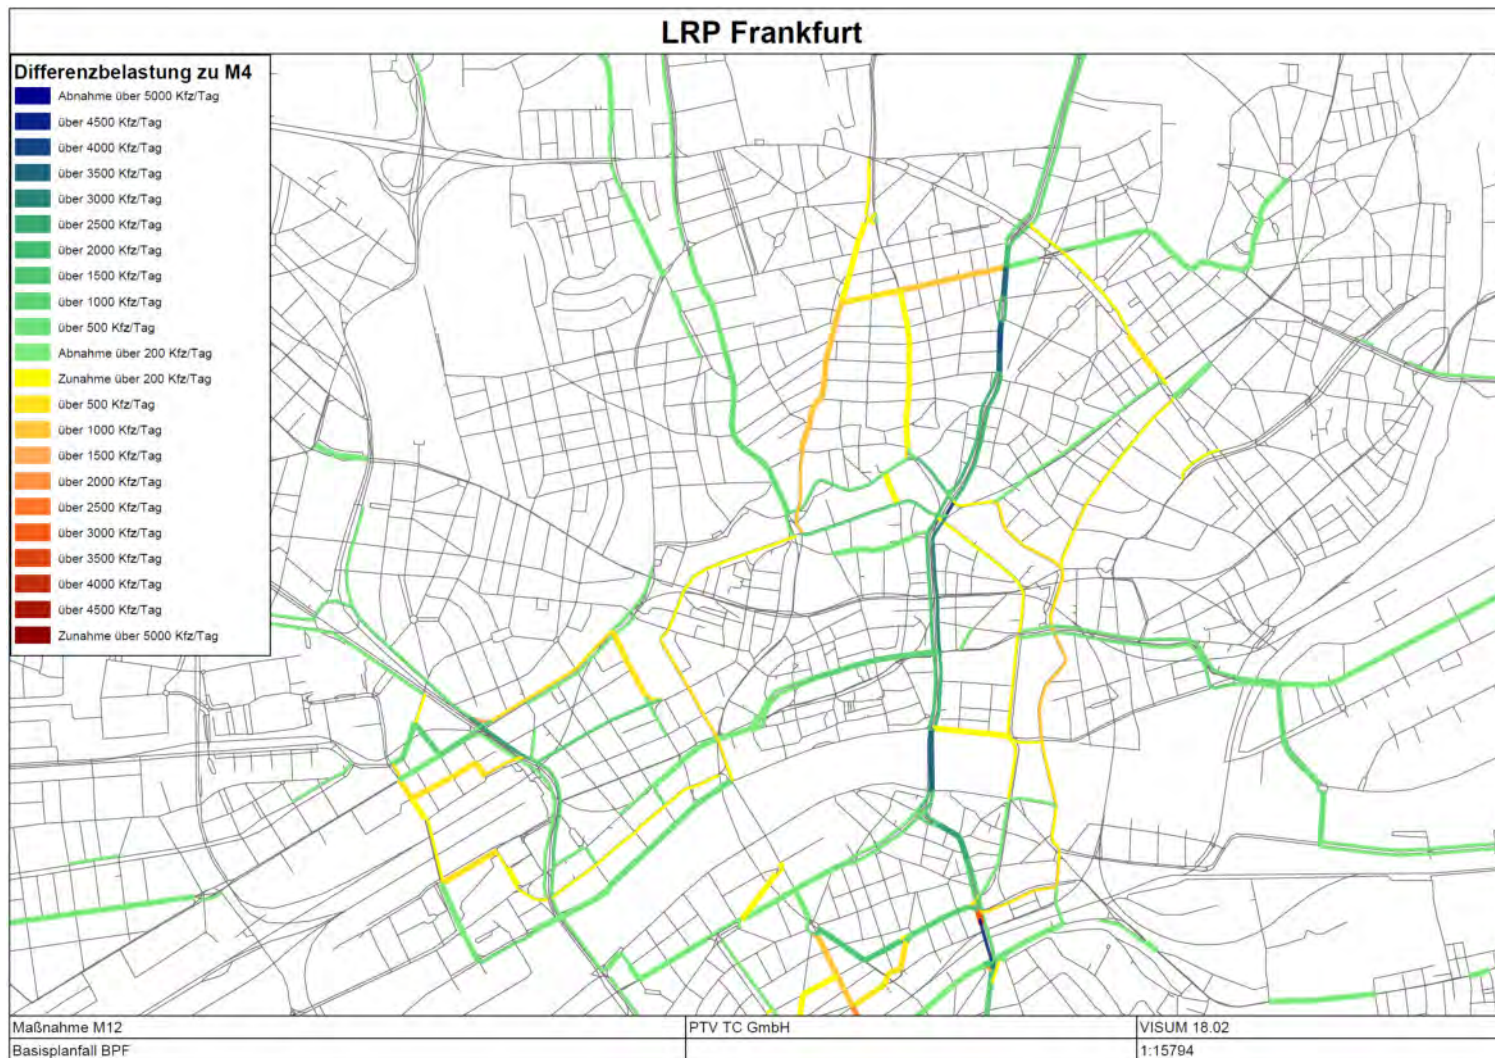 LRP Frankfurt
Differenzbelastung zu M4
Abnahme über 5000 Kfz/Tag
über 4500 Kfz/Tag
über 4000 Kfz/Tag
über 3500 Kfz/Tag
über 3000 Kfz/Tag
über 2500 Kfz/Tag
über 2000 Kfz/Tag
über 1500 Kfz/Tag
über 1000 Kfz/Tag
über 500 Kfz/Tag
Abnahme über 200 Kfz/Tag
Zunahme über 200 Kfz/Tag
über 500 Kfz/Tag
über 1000 Kfz/Tag
über 1500 Kfz/Tag
über 2000 Kfz/Tag
über 2500 Kfz/Tag
über 3000 Kfz/Tag
über 3500 Kfz/Tag
über 4000 Kfz/Tag
über 4500 Kfz/Tag
Zunahme über 5000 Kfz/Tag
Maßnahme M12
PTV TC GmbH
VISUM 18.02
Basisplanfall BPF
1:15794